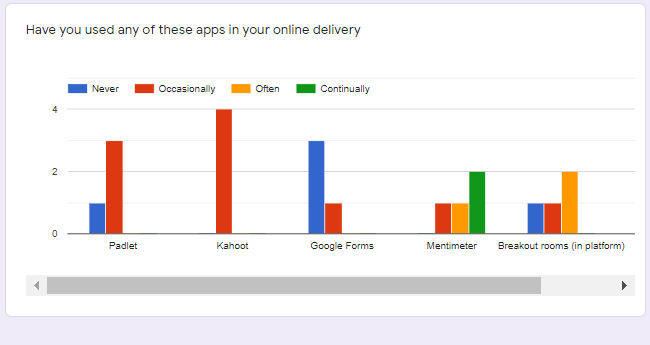 Have you used any of these apps in your online delivery
Never Occasionally Often Continually
4
2
0
Padlet Kahoot Google Forms Mentimeter Breakout rooms (in platform)